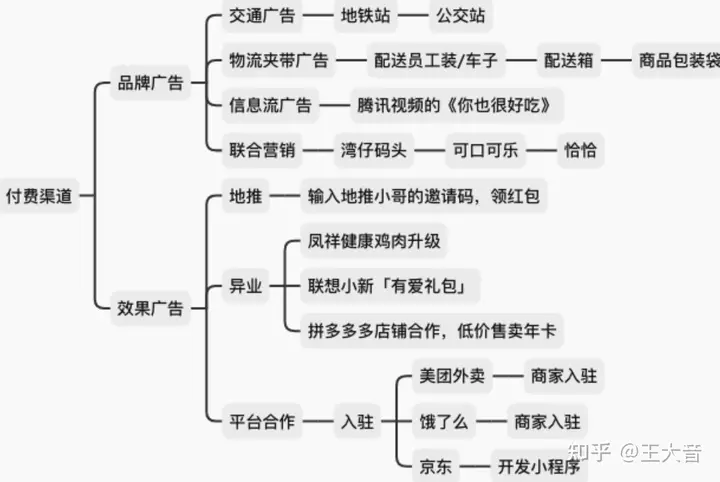 付费渠道
品牌广告
交通广告
地铁站
公交站
物流夹带广告
配送员工装/车子
配送箱
商品包装袋
信息流广告
腾讯视频的《你也很好吃》
联合营销
湾仔码头
可口可乐
恰恰
效果广告
地推
输入地推小哥的邀请码，领红包
异业
凤祥健康鸡肉升级
联想小新「有爱礼包」
拼多多多店铺合作，低价售卖年卡
平台合作
入驻
美团外卖
商家入驻
饿了么
商家入驻
京东
开发小程序
知乎 @王大音